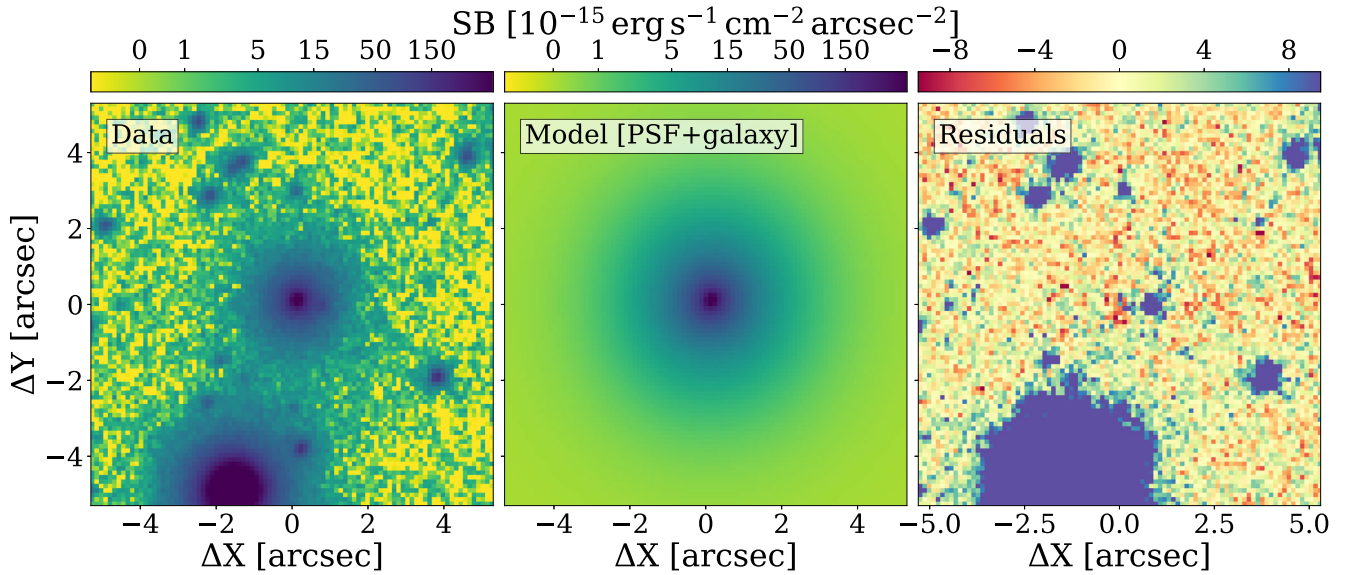 SB [10⁻¹⁵ erg s⁻¹ cm⁻² arcsec⁻²]
0 1 5 15 50 150
0 1 5 15 50 150
−8 −4 0 4 8
Data
Model [PSF+galaxy]
Residuals
ΔY [arcsec]
4
2
0
−2
−4
−4 −2 0 2 4
−4 −2 0 2 4
−5.0 −2.5 0.0 2.5 5.0
ΔX [arcsec]
ΔX [arcsec]
ΔX [arcsec]